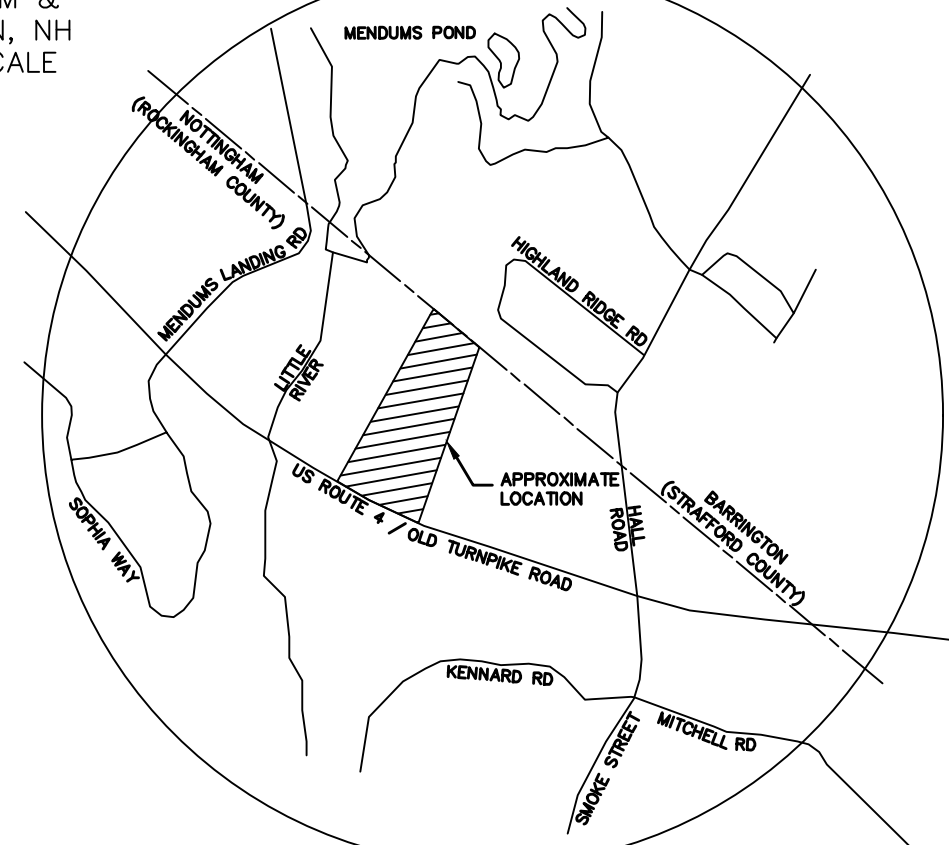 &
N, NH
CALE
MENDUMS POND
NOTTINGHAM
(ROCKINGHAM COUNTY)
MENDUMS LANDING RD
HIGHLAND RIDGE RD
LITTLE
RIVER
APPROXIMATE
LOCATION
US ROUTE 4 / OLD TURNPIKE ROAD
HALL
ROAD
BARRINGTON
(STRAFFORD COUNTY)
SOPHIA WAY
KENNARD RD
MITCHELL RD
SMOKE STREET